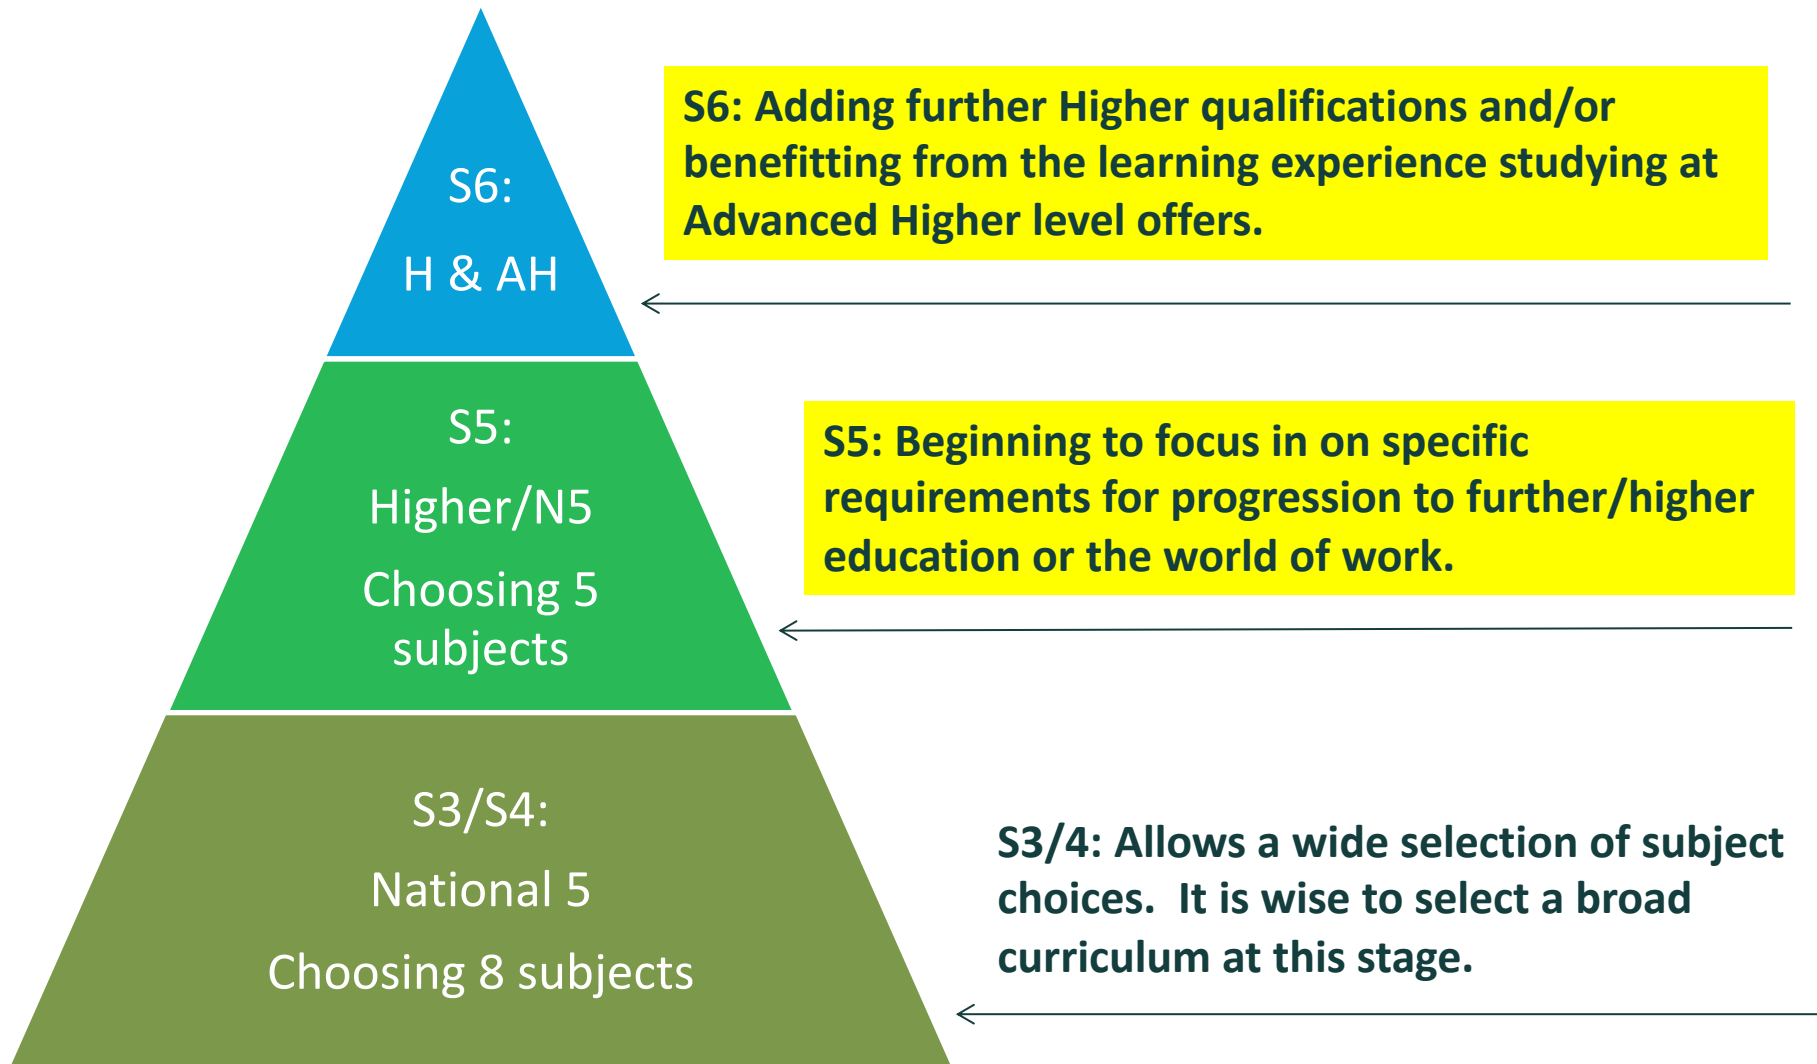 S6:
H & AH
S6: Adding further Higher qualifications and/or
benefitting from the learning experience studying at
Advanced Higher level offers.
S5:
Higher/N5
Choosing 5
subjects
S5: Beginning to focus in on specific
requirements for progression to further/higher
education or the world of work.
S3/S4:
National 5
Choosing 8 subjects
S3/4: Allows a wide selection of subject
choices.  It is wise to select a broad
curriculum at this stage.